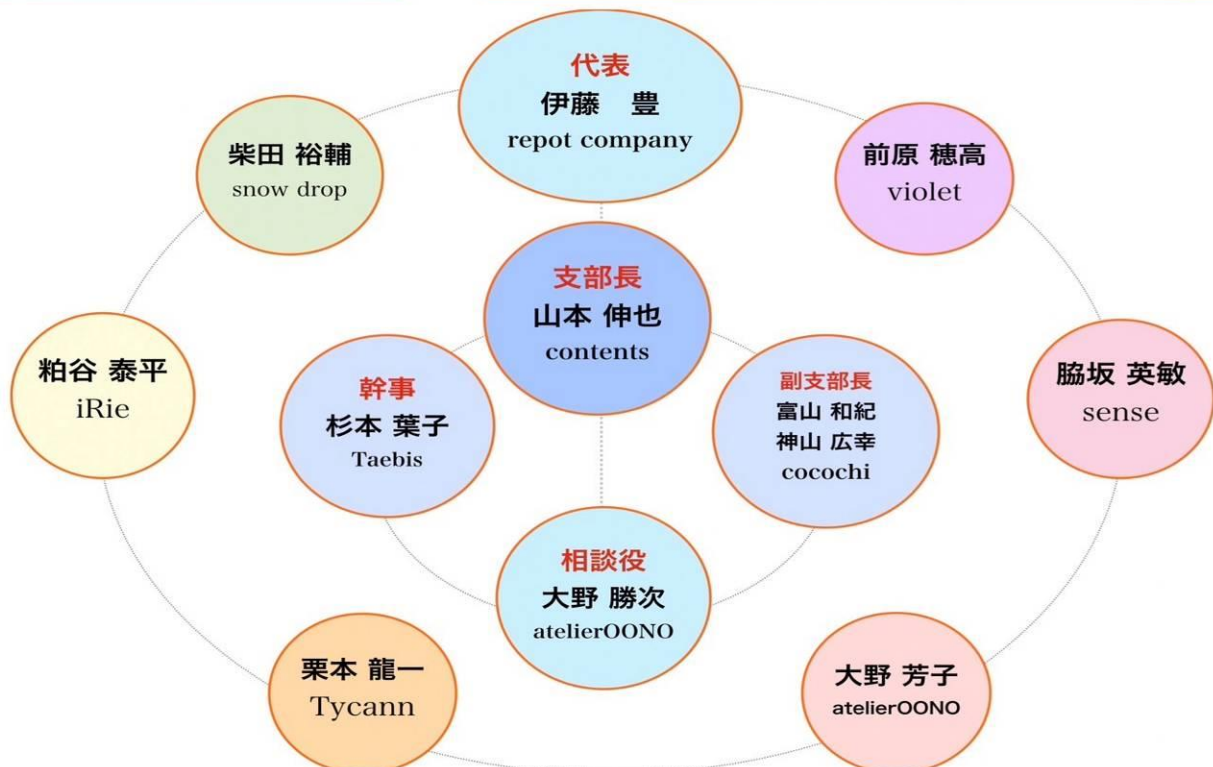 代表
伊藤　豊
repot company
柴田 裕輔
snow drop
前原 穂高
violet
支部長
山本 伸也
contents
粕谷 泰平
iRie
幹事
杉本 葉子
Taebis
副支部長
富山 和紀
神山 広幸
cocochi
脇坂 英敏
sense
相談役
大野 勝次
atelierOONO
栗本 龍一
Tycann
大野 芳子
atelierOONO